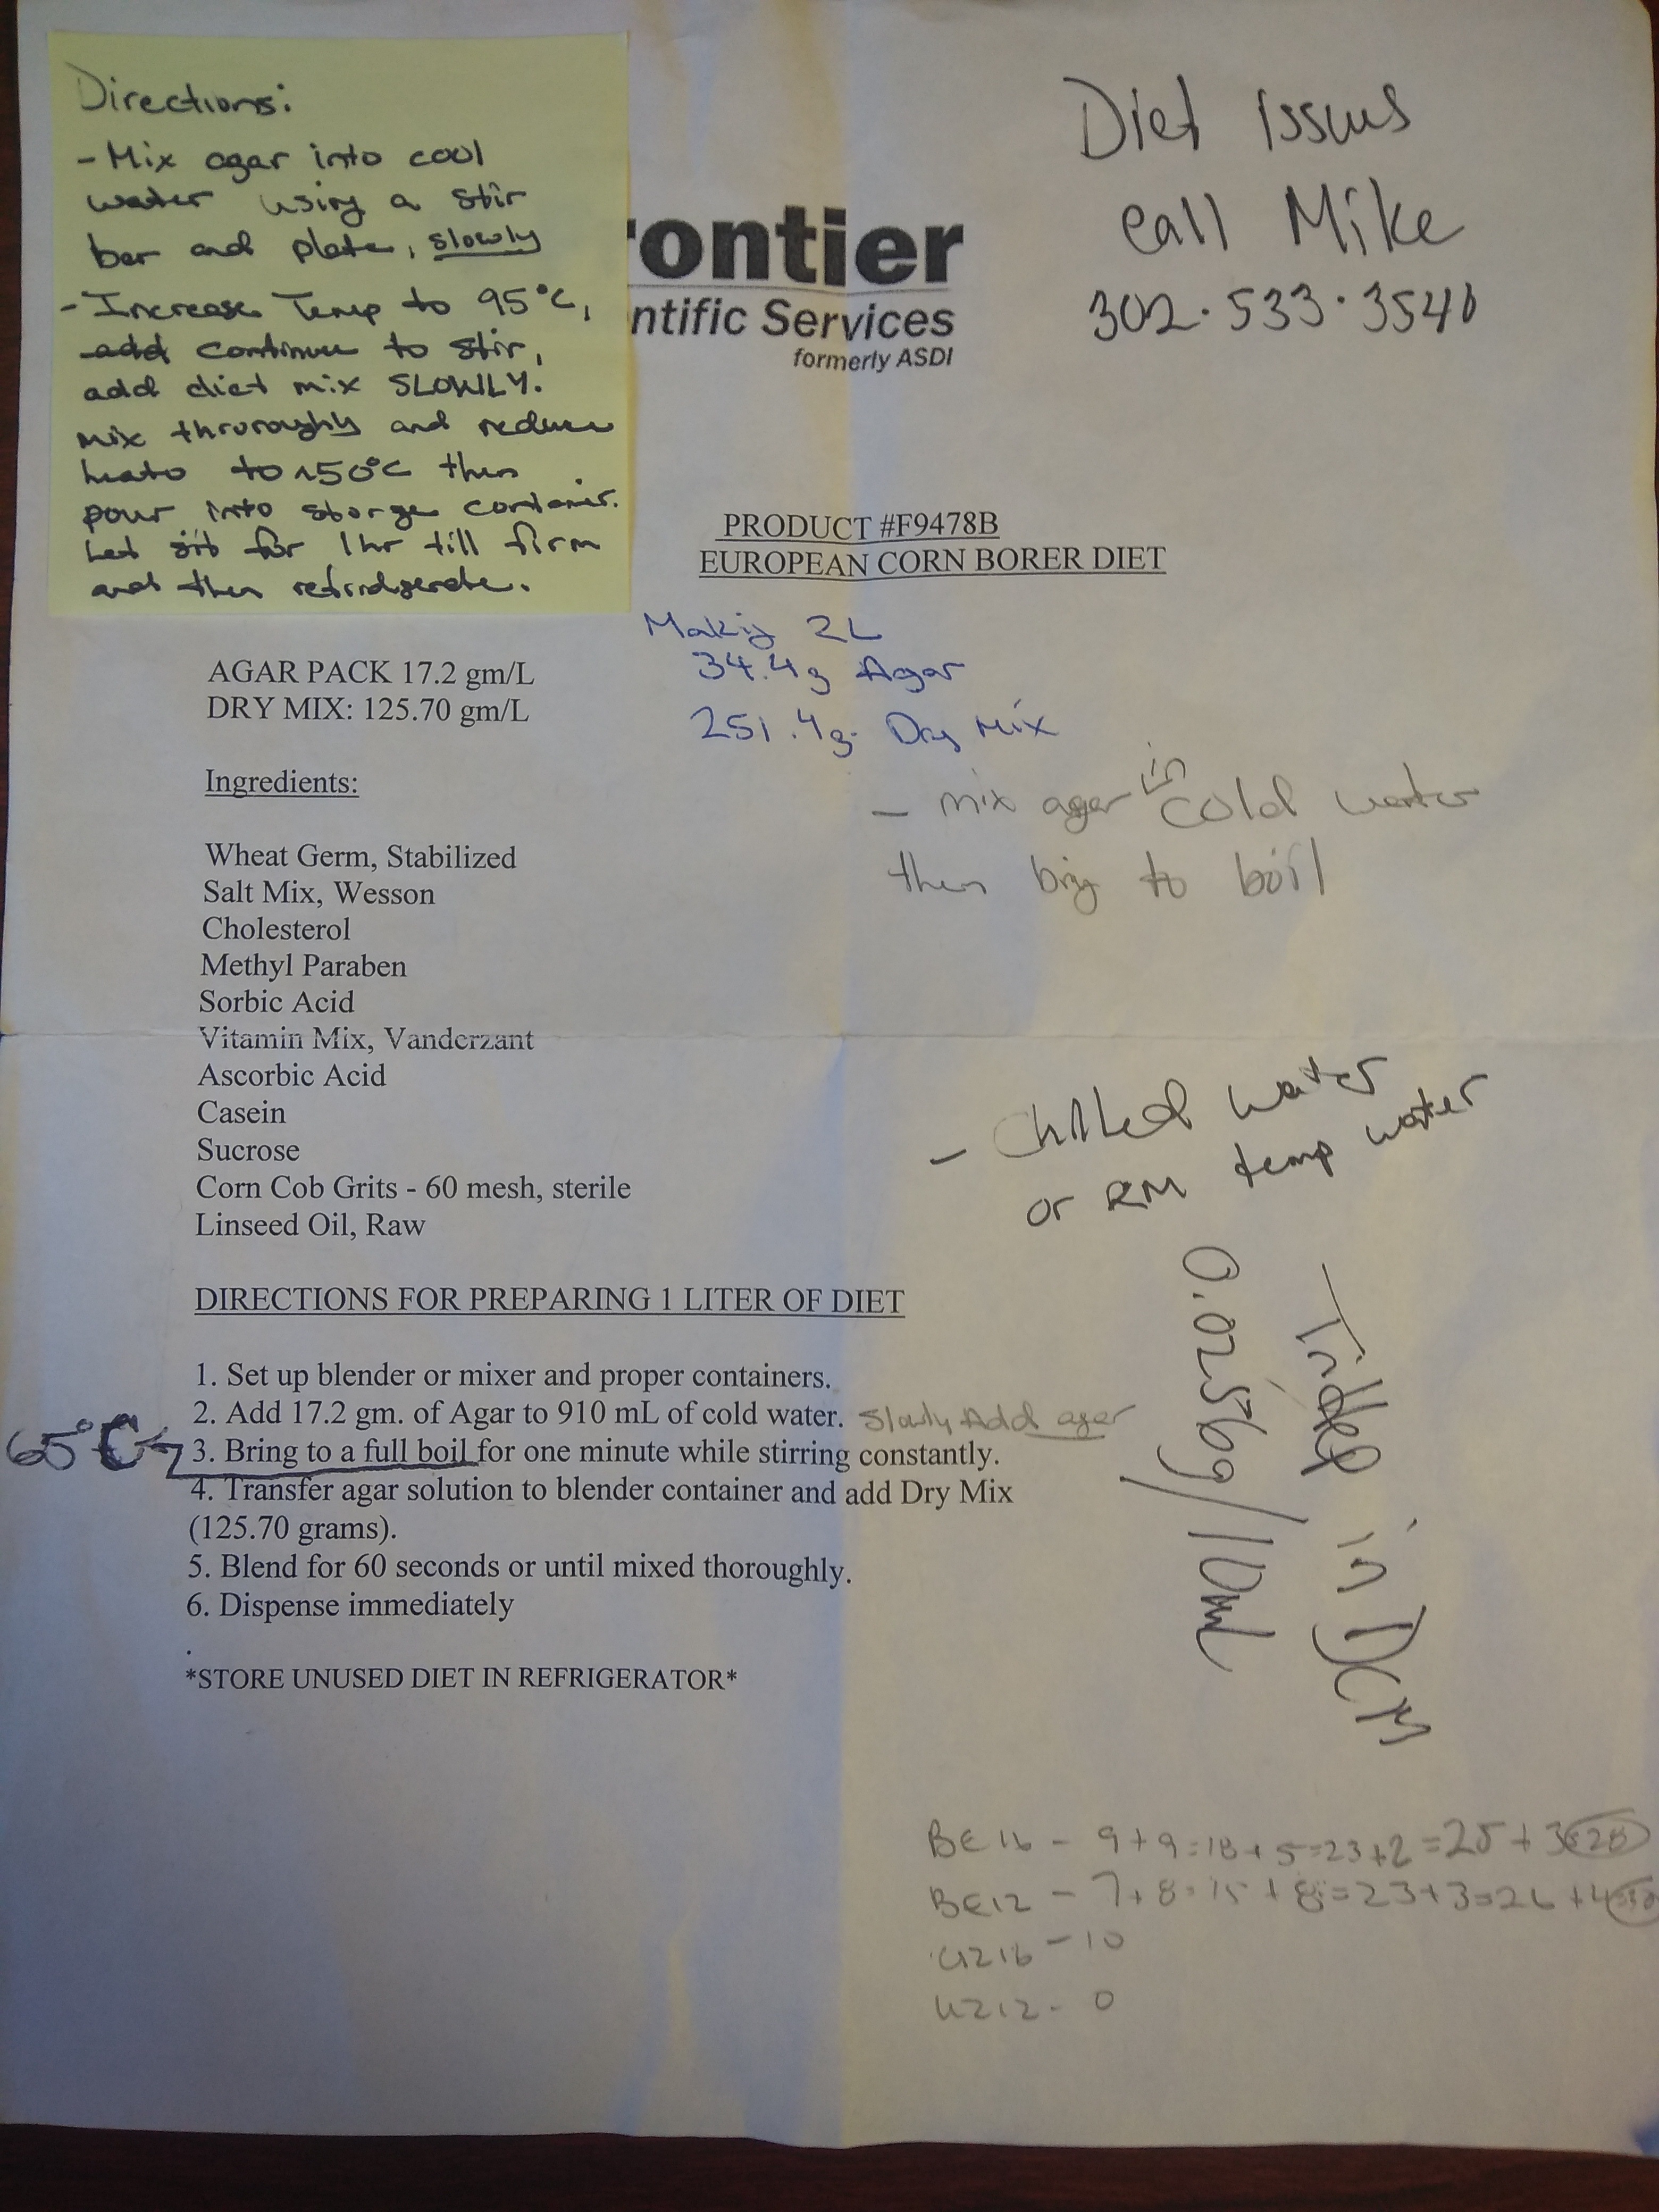 Directions:
- Mix agar into cool
water using a stir
bar and plate, slowly
- Increase Temp to 95°C,
add continue to stir,
add diet mix SLOWLY.
mix throroughly and reduce
heat to ~50°C then
pour into storge container.
Let sit for 1hr till firm
and then refridgerate.
ontier
ntific Services
formerly ASDI
Diet Issus
call Mike
302.533.3546
PRODUCT #F9478B
EUROPEAN CORN BORER DIET
Making 2L
34.4g Agar
251.4g Dry Mix
AGAR PACK 17.2 gm/L
DRY MIX: 125.70 gm/L
- mix agar in cold water
then bring to boil
Ingredients:
Wheat Germ, Stabilized
Salt Mix, Wesson
Cholesterol
Methyl Paraben
Sorbic Acid
Vitamin Mix, Vanderzant
Ascorbic Acid
Casein
Sucrose
Corn Cob Grits - 60 mesh, sterile
Linseed Oil, Raw
- Chilled water
or RM temp water
DIRECTIONS FOR PREPARING 1 LITER OF DIET
1. Set up blender or mixer and proper containers.
2. Add 17.2 gm. of Agar to 910 mL of cold water. Slowly Add agar
65°C
3. Bring to a full boil for one minute while stirring constantly.
4. Transfer agar solution to blender container and add Dry Mix
(125.70 grams).
5. Blend for 60 seconds or until mixed thoroughly.
6. Dispense immediately
*STORE UNUSED DIET IN REFRIGERATOR*
0.0256g
/10mL
in
BE16 - 9+9=18+5=23+2=25+3=28
BE12 - 7+8=15+8=23+3=26+4=30
UZ16 - 10
UZ12 - 0